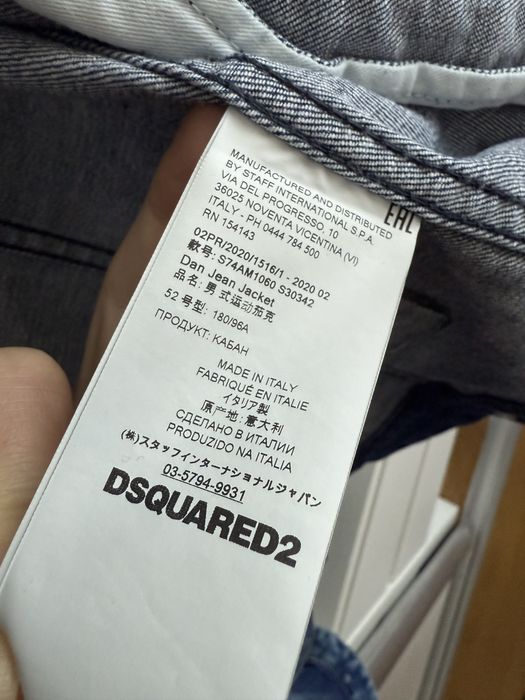 MANUFACTURED AND DISTRIBUTED
BY STAFF INTERNATIONAL S.P.A.
VIA DEL PROGRESSO, 10
36025 NOVENTA VICENTINA (VI)
ITALY - PH 0444 784 500
RN 154143
EAC
02PR/2020/1516/1 - 2020 02
款号: S74AM1060 S30342
Dan Jean Jacket
品名: 男式运动茄克
52 号型: 180/96A
ПРОДУКТ: КАБАН
MADE IN ITALY
FABRIQUÉ EN ITALIE
イタリア製
原产地: 意大利
СДЕЛАНО В ИТАЛИИ
PRODUZIDO NA ITALIA
(株)スタッフインターナショナルジャパン
03-5794-9931
DSQUARED2